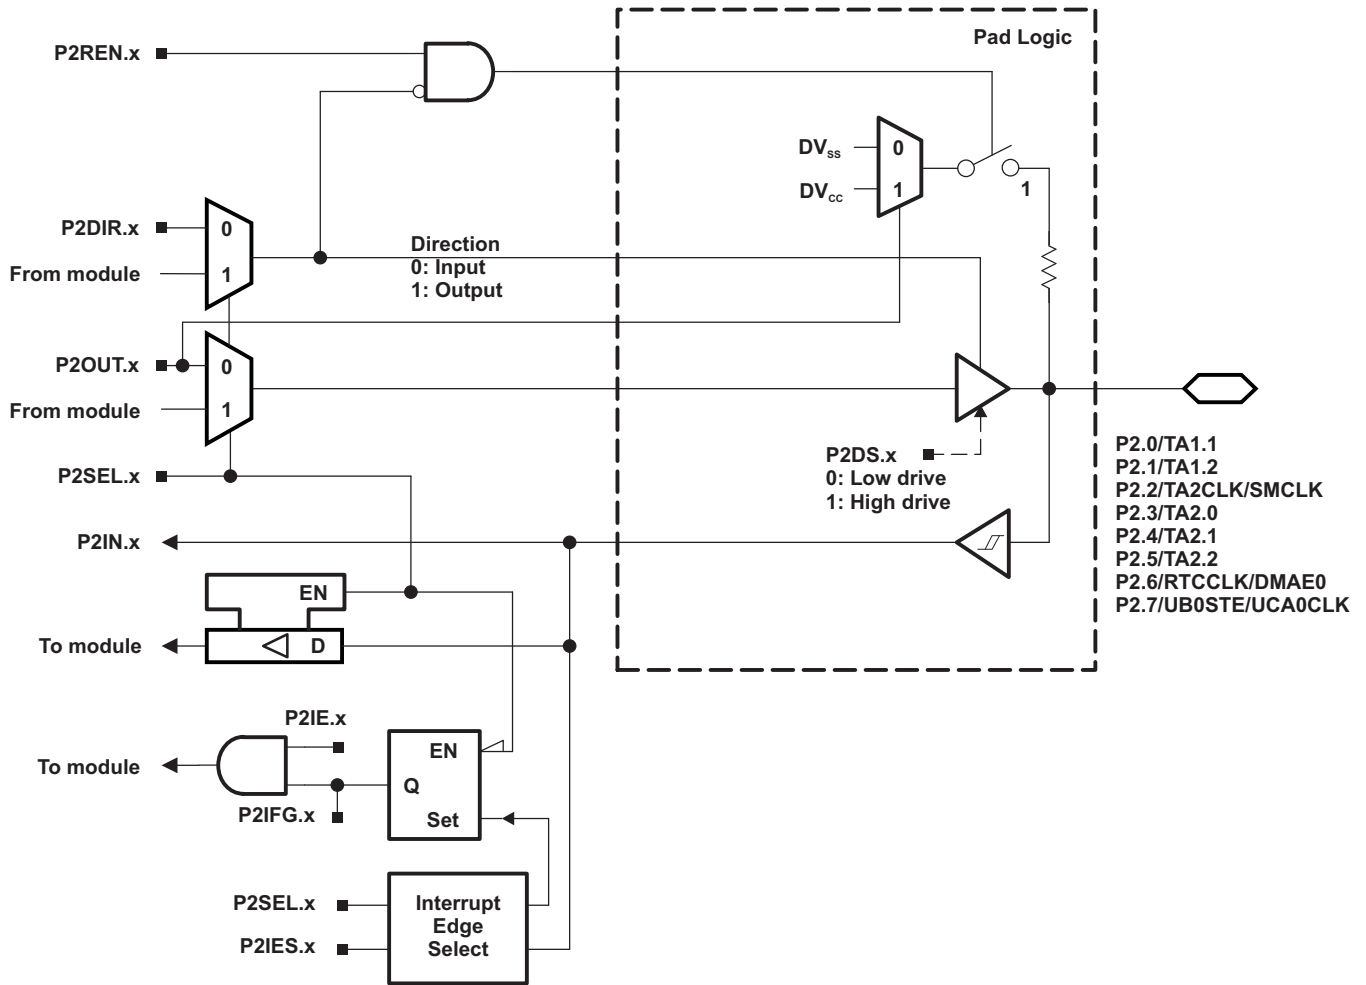 Pad Logic
P2REN.x
DVSS
0
DVCC
1
1
P2DIR.x
0
From module
1
Direction
0: Input
1: Output
P2OUT.x
0
From module
1
P2SEL.x
P2DS.x
0: Low drive
1: High drive
P2.0/TA1.1
P2.1/TA1.2
P2.2/TA2CLK/SMCLK
P2.3/TA2.0
P2.4/TA2.1
P2.5/TA2.2
P2.6/RTCCLK/DMAE0
P2.7/UB0STE/UCA0CLK
P2IN.x
EN
To module
D
P2IE.x
EN
To module
Q
P2IFG.x
Set
P2SEL.x
Interrupt
Edge
Select
P2IES.x